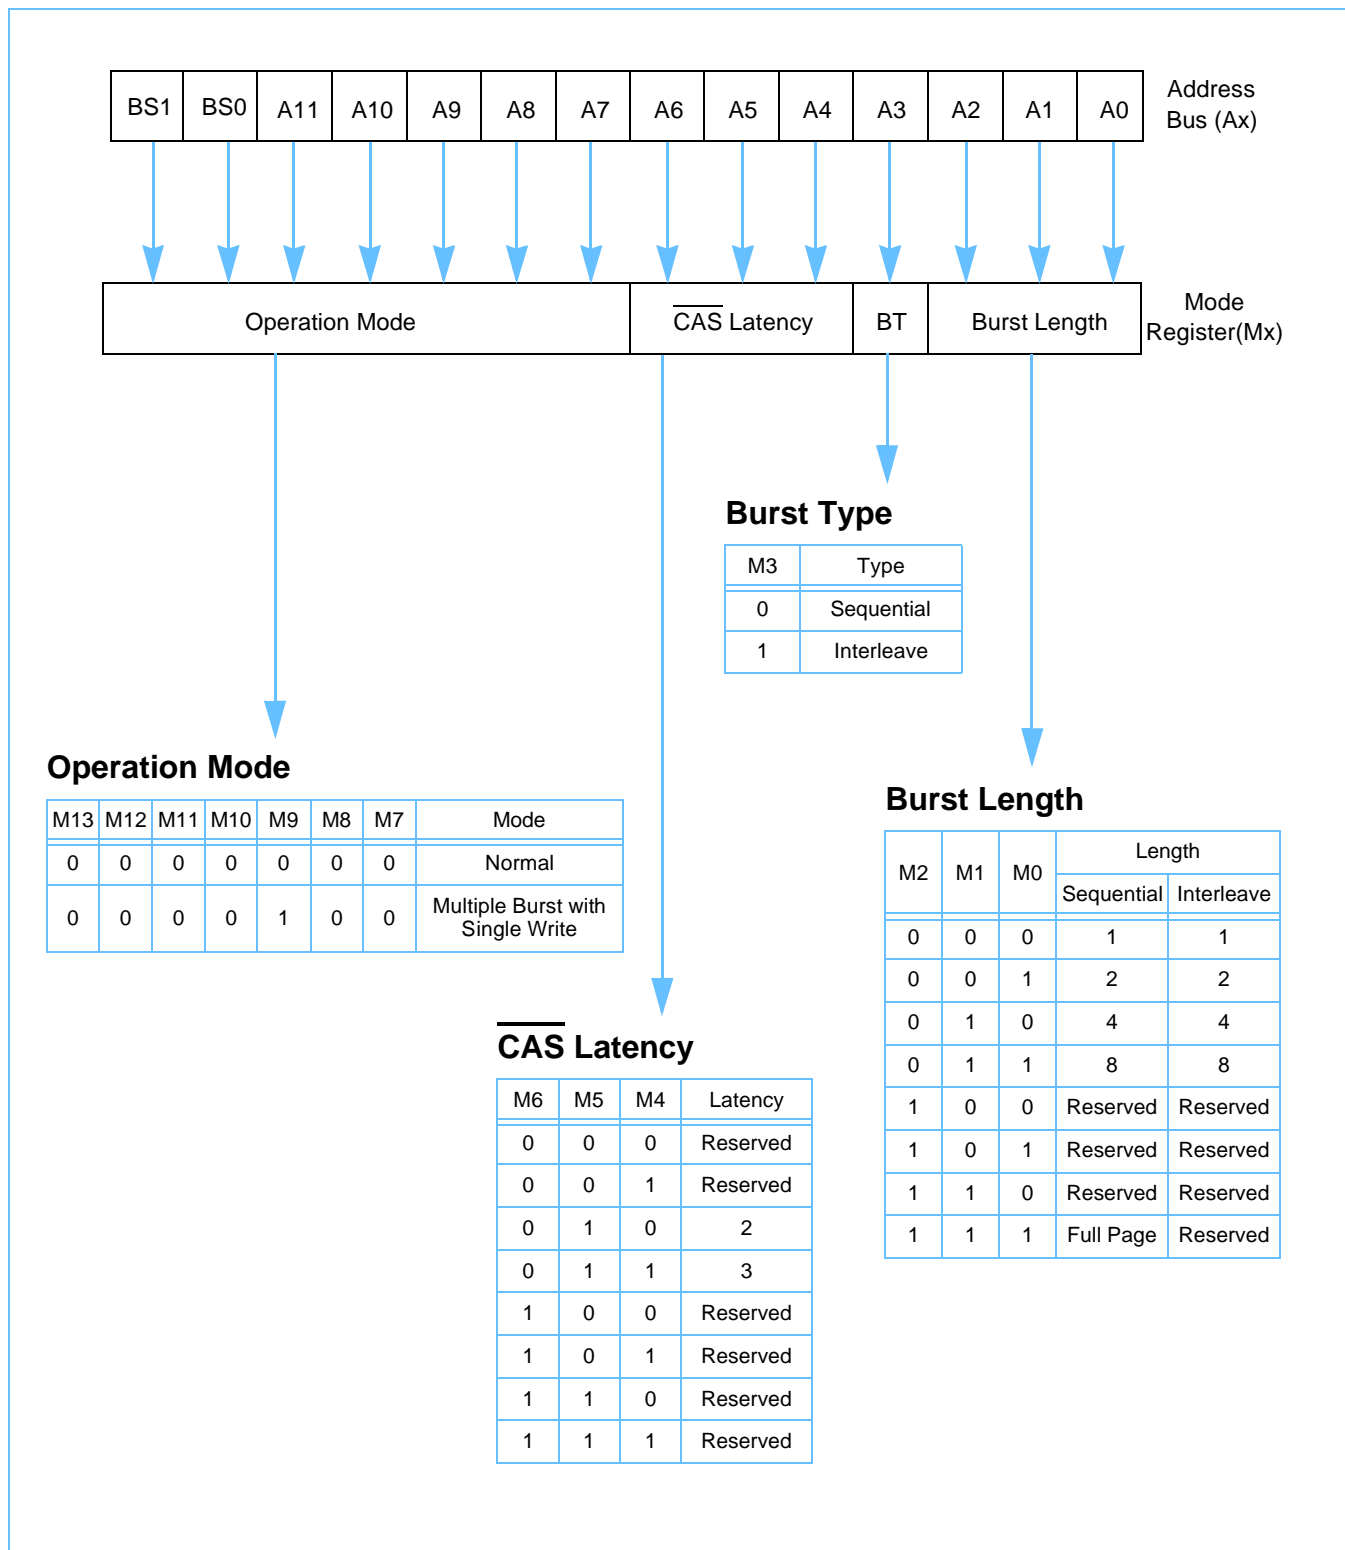 BS1 BS0 A11 A10 A9 A8 A7 A6 A5 A4 A3 A2 A1 A0
Address
Bus (Ax)
Operation Mode CAS Latency BT Burst Length
Mode
Register(Mx)
Burst Type
M3 Type
0 Sequential
1 Interleave
Operation Mode
M13 M12 M11 M10 M9 M8 M7 Mode
0 0 0 0 0 0 0 Normal
0 0 0 0 1 0 0 Multiple Burst with
Single Write
Burst Length
M2 M1 M0 Length
Sequential Interleave
0 0 0 1 1
0 0 1 2 2
0 1 0 4 4
0 1 1 8 8
1 0 0 Reserved Reserved
1 0 1 Reserved Reserved
1 1 0 Reserved Reserved
1 1 1 Full Page Reserved
CAS Latency
M6 M5 M4 Latency
0 0 0 Reserved
0 0 1 Reserved
0 1 0 2
0 1 1 3
1 0 0 Reserved
1 0 1 Reserved
1 1 0 Reserved
1 1 1 Reserved